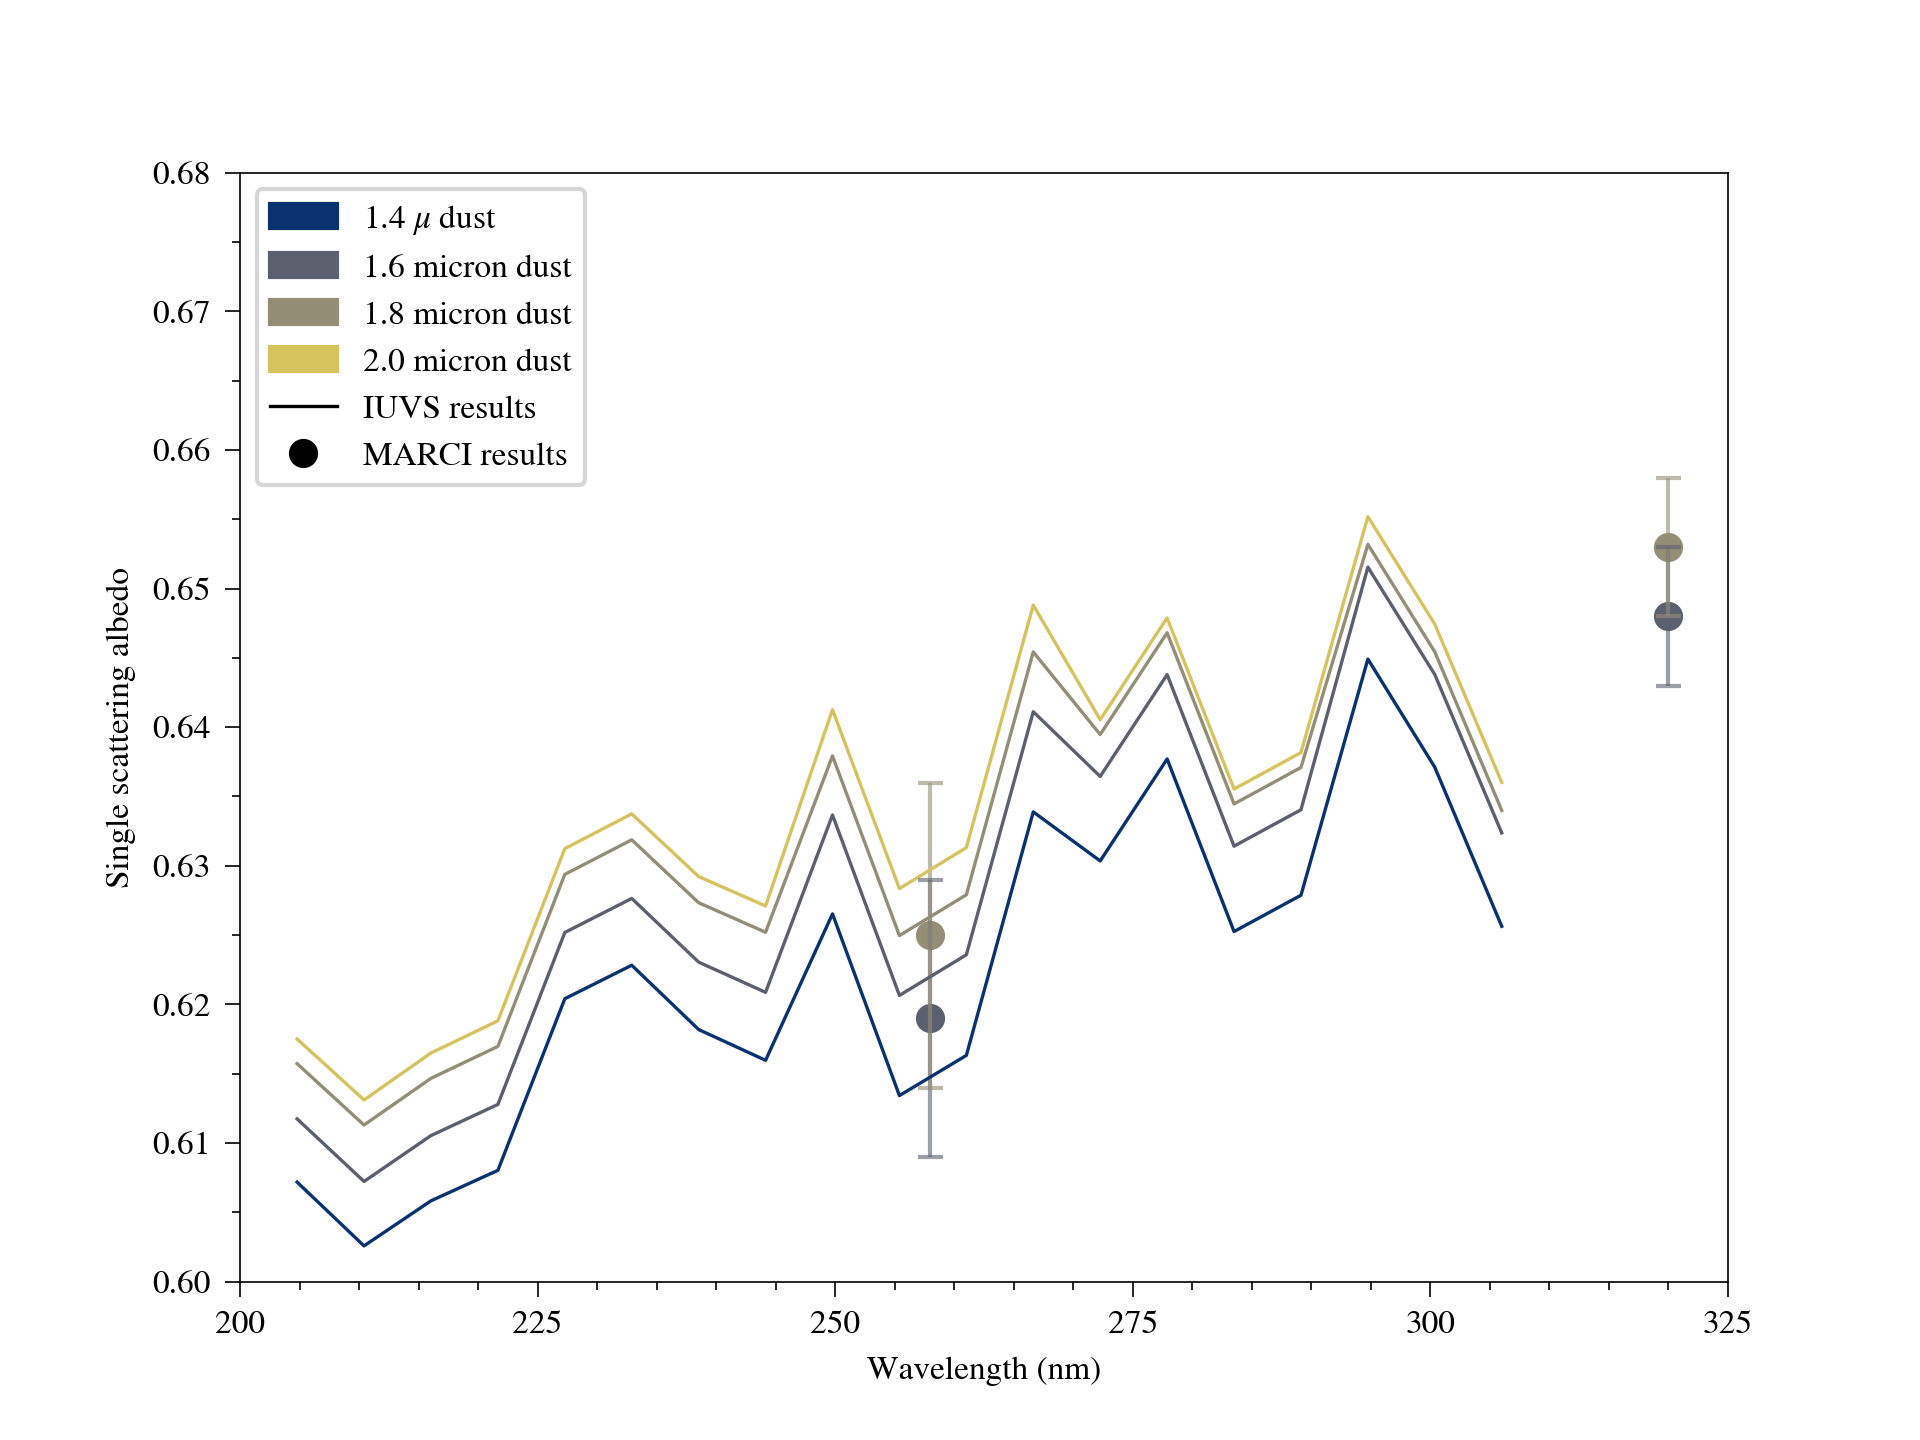 0.68
0.67
0.66
0.65
0.64
0.63
0.62
0.61
0.60
Single scattering albedo
1.4 μ dust
1.6 micron dust
1.8 micron dust
2.0 micron dust
IUVS results
MARCI results
200 225 250 275 300 325
Wavelength (nm)